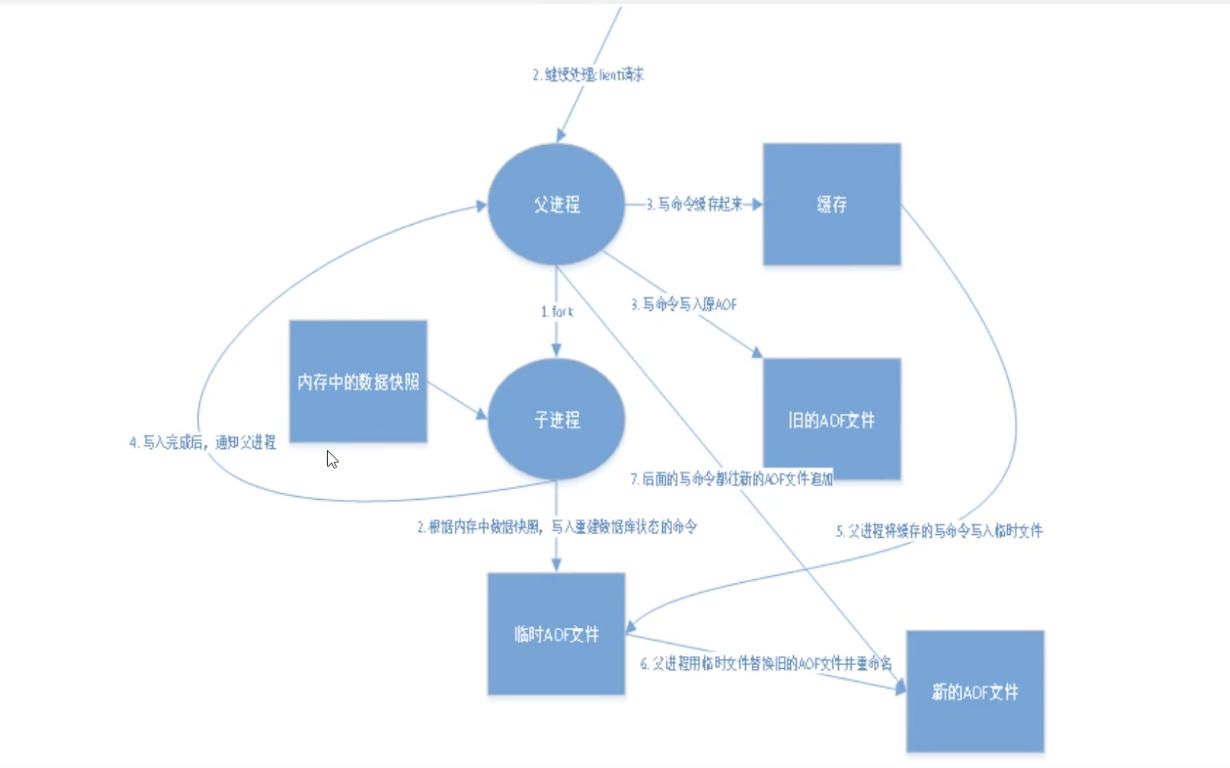 2.继续处理client请求
父进程
3.写命令缓存起来
缓存
1.fork
3.写命令写入原AOF
内存中的数据快照
子进程
旧的AOF文件
4.写入完成后，通知父进程
7.后面的写命令都往新的AOF文件追加
2.根据内存中数据快照，写入重建数据库状态的命令
5.父进程将缓存的写命令写入临时文件
临时AOF文件
6.父进程用临时文件替换旧的AOF文件并重命名
新的AOF文件